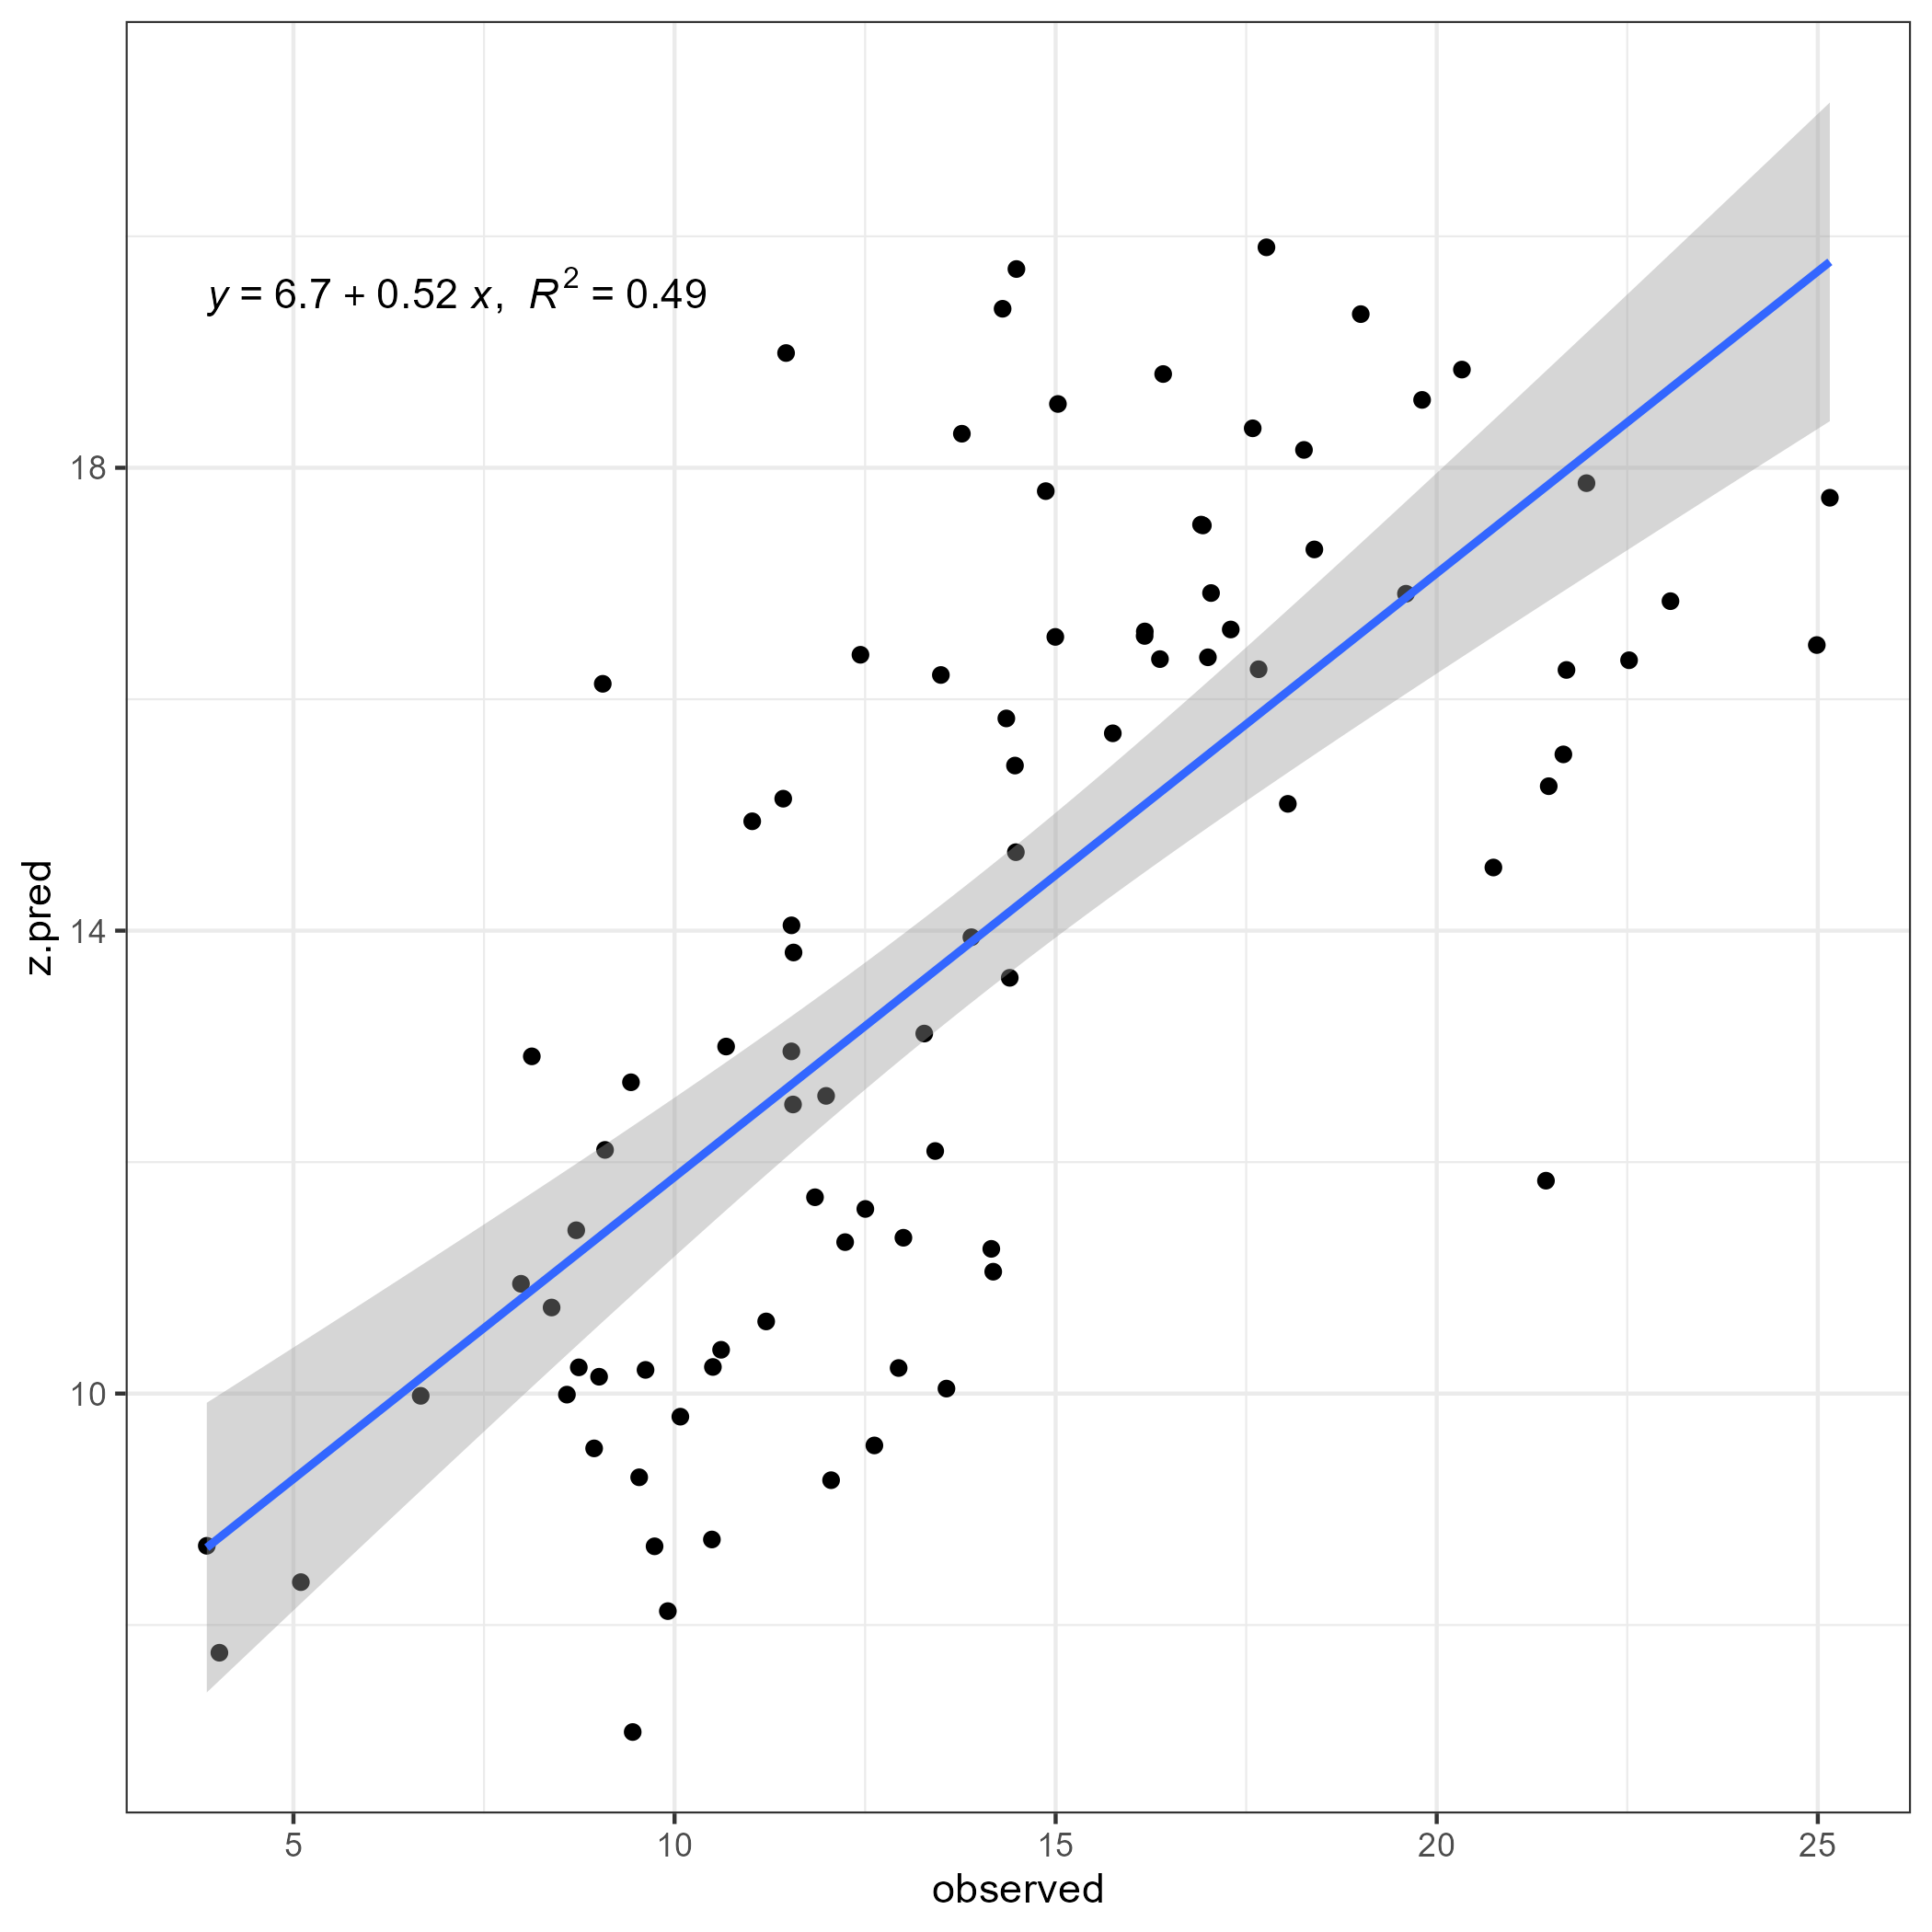 y = 6.7 + 0.52 x, R² = 0.49
18
14
10
z.pred
5 10 15 20 25
observed